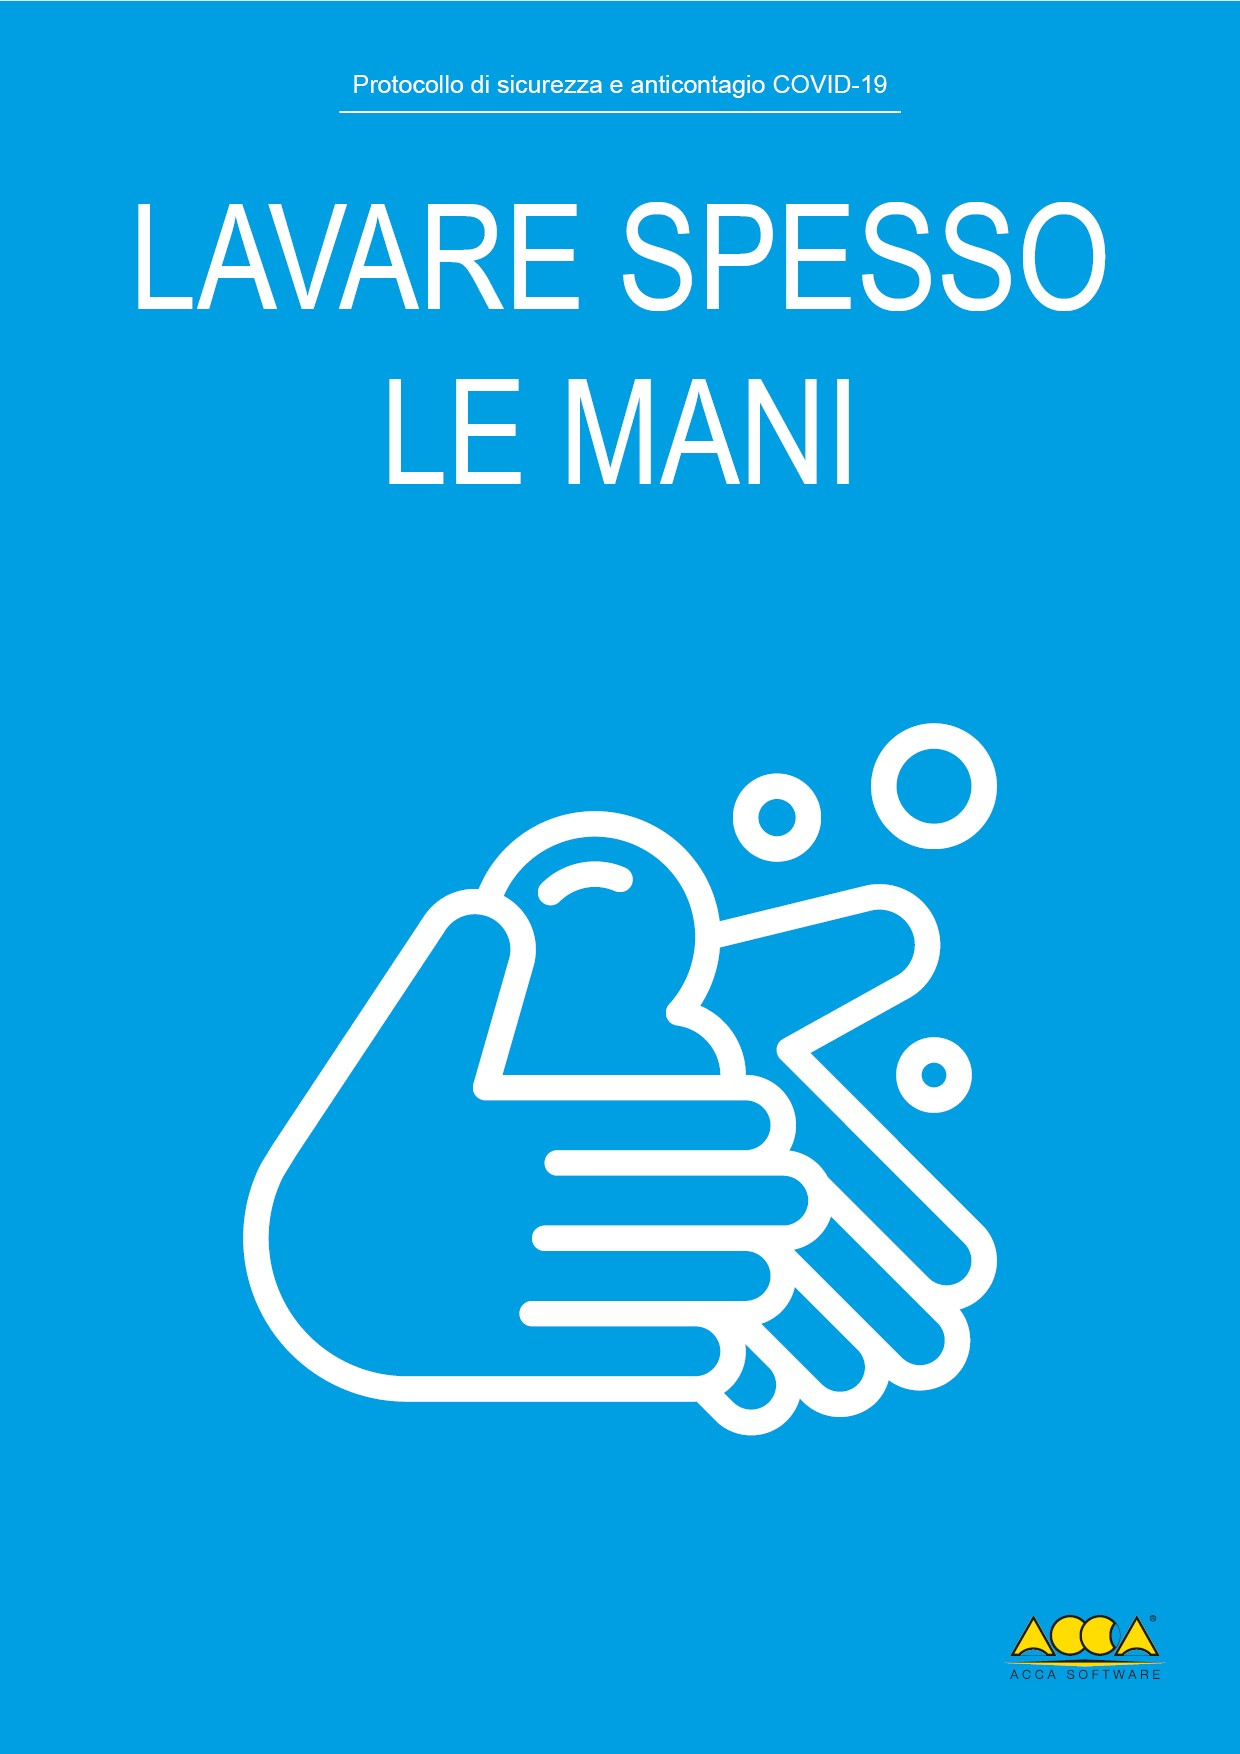 Protocollo di sicurezza e anticontagio COVID-19
LAVARE SPESSO
LE MANI
ACCA®
ACCA SOFTWARE